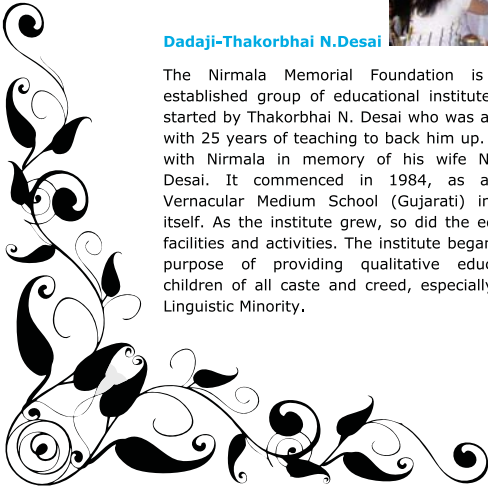 Dadaji-Thakorbhai N.Desai
The Nirmala Memorial Foundation is
established group of educational institute
started by Thakorbhai N. Desai who was a
with 25 years of teaching to back him up.
with Nirmala in memory of his wife N
Desai. It commenced in 1984, as a
Vernacular Medium School (Gujarati) in
itself. As the institute grew, so did the e
facilities and activities. The institute began
purpose of providing qualitative educ
children of all caste and creed, especially
Linguistic Minority.